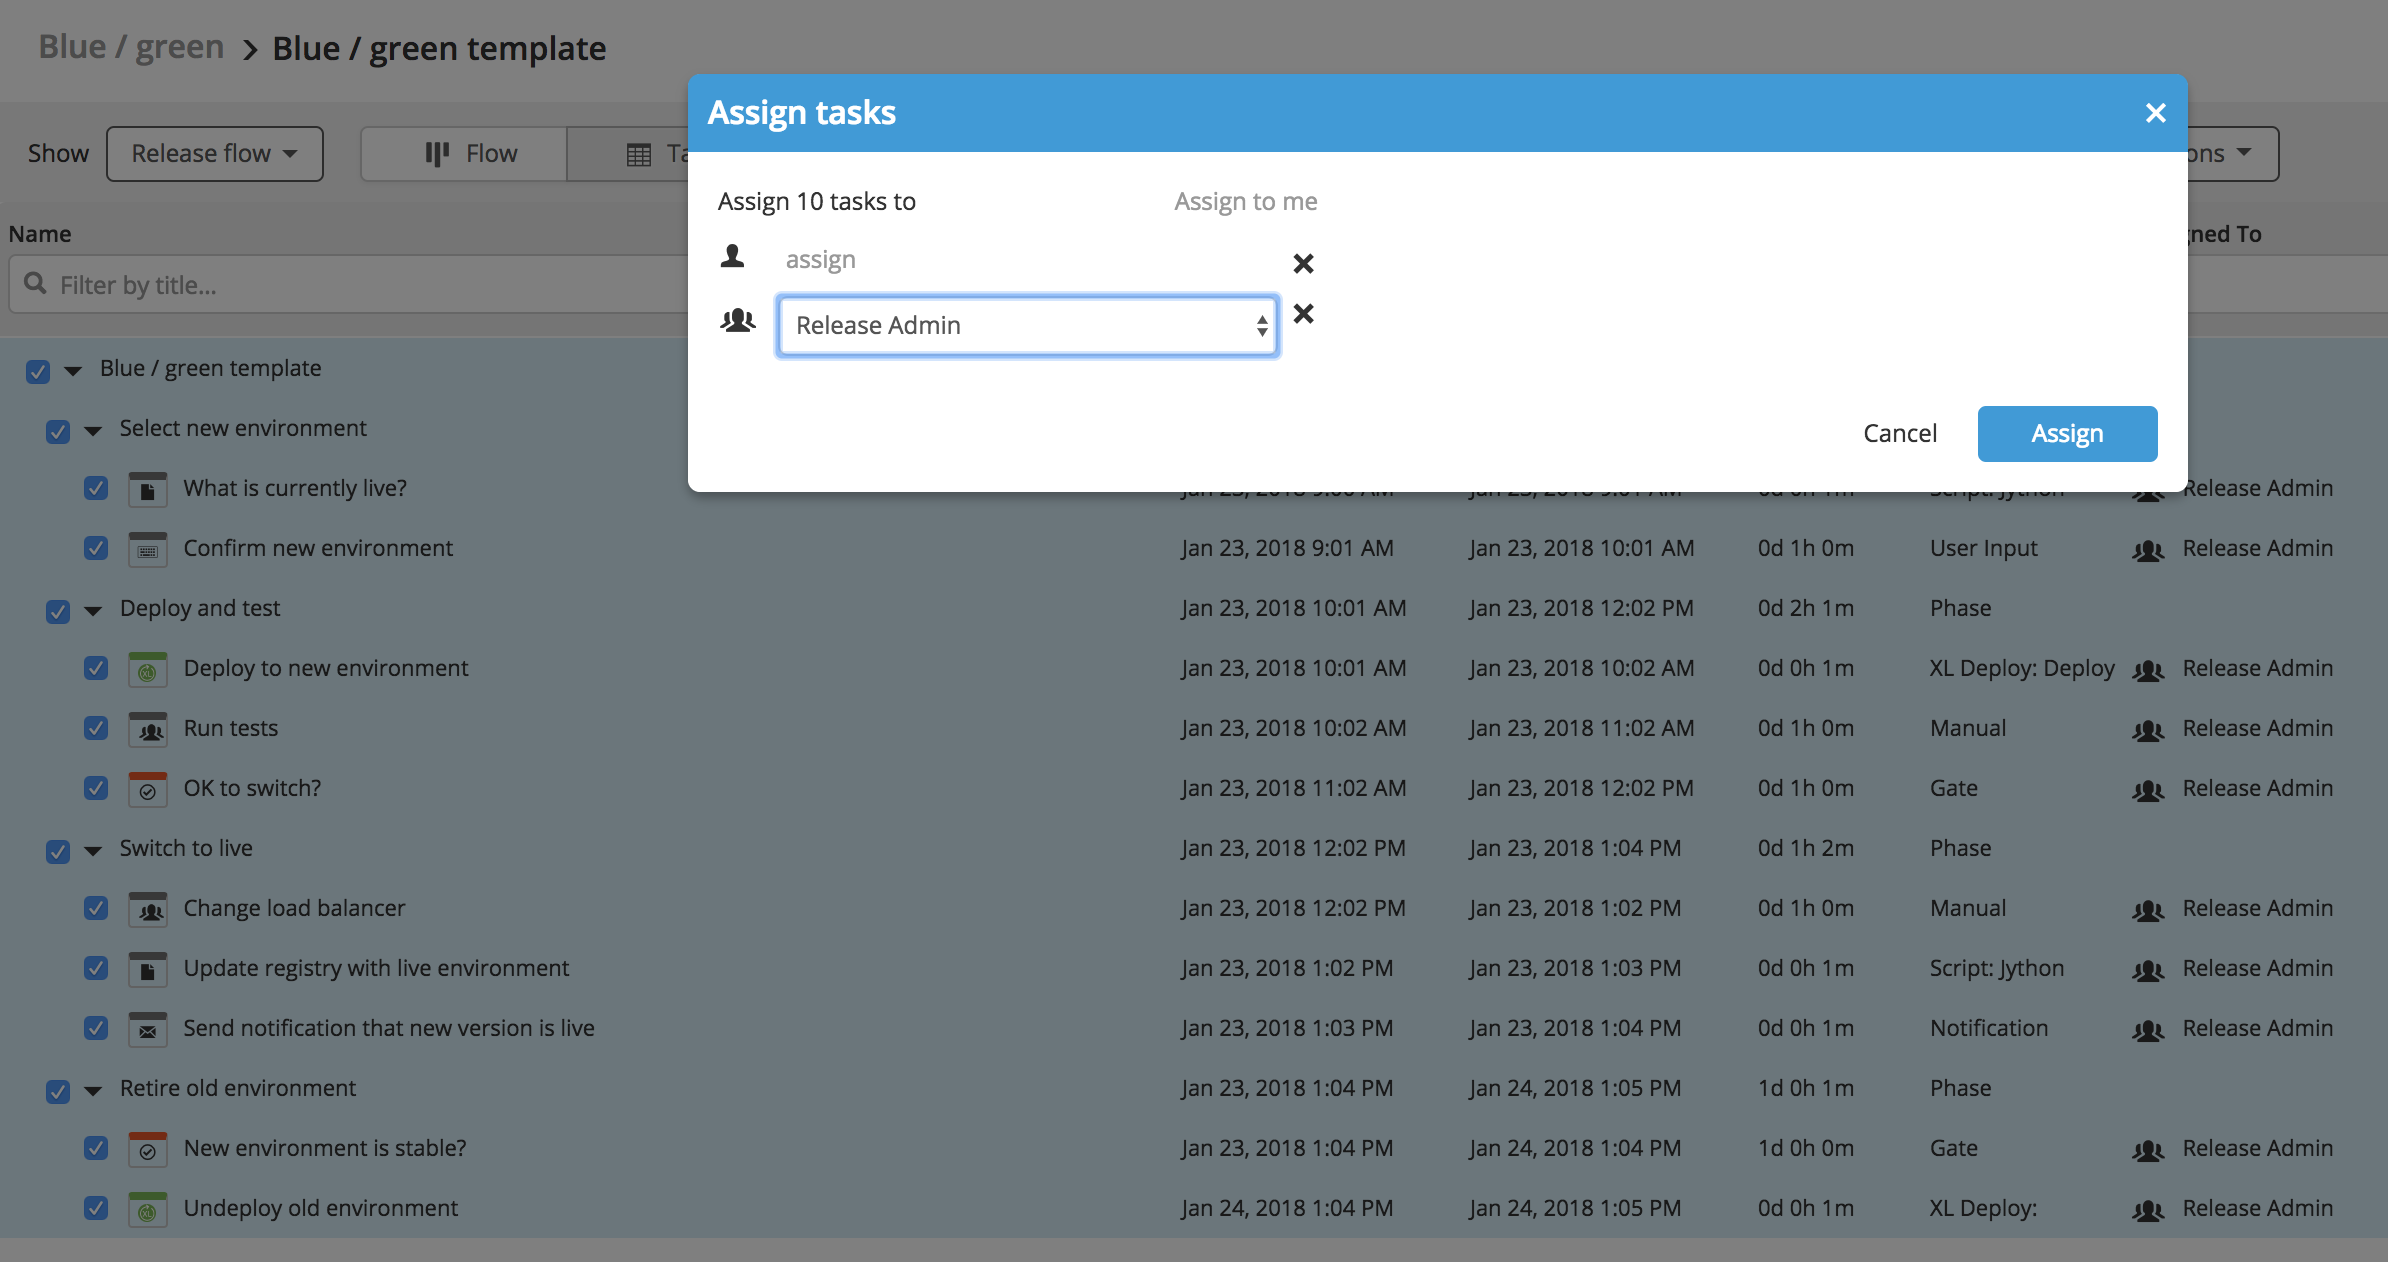 Blue / green > Blue / green template
Assign tasks
Show Release flow Flow
Assign 10 tasks to Assign to me
Name
assign
Filter by title...
Release Admin
Cancel Assign
Blue / green template
Select new environment
What is currently live? Release Admin
Confirm new environment Jan 23, 2018 9:01 AM Jan 23, 2018 10:01 AM 0d 1h 0m User Input Release Admin
Deploy and test Jan 23, 2018 10:01 AM Jan 23, 2018 12:02 PM 0d 2h 1m Phase
Deploy to new environment Jan 23, 2018 10:01 AM Jan 23, 2018 10:02 AM 0d 0h 1m XL Deploy: Deploy Release Admin
Run tests Jan 23, 2018 10:02 AM Jan 23, 2018 11:02 AM 0d 1h 0m Manual Release Admin
OK to switch? Jan 23, 2018 11:02 AM Jan 23, 2018 12:02 PM 0d 1h 0m Gate Release Admin
Switch to live Jan 23, 2018 12:02 PM Jan 23, 2018 1:04 PM 0d 1h 2m Phase
Change load balancer Jan 23, 2018 12:02 PM Jan 23, 2018 1:02 PM 0d 1h 0m Manual Release Admin
Update registry with live environment Jan 23, 2018 1:02 PM Jan 23, 2018 1:03 PM 0d 0h 1m Script: Jython Release Admin
Send notification that new version is live Jan 23, 2018 1:03 PM Jan 23, 2018 1:04 PM 0d 0h 1m Notification Release Admin
Retire old environment Jan 23, 2018 1:04 PM Jan 24, 2018 1:05 PM 1d 0h 1m Phase
New environment is stable? Jan 23, 2018 1:04 PM Jan 24, 2018 1:04 PM 1d 0h 0m Gate Release Admin
Undeploy old environment Jan 24, 2018 1:04 PM Jan 24, 2018 1:05 PM 0d 0h 1m XL Deploy: Release Admin